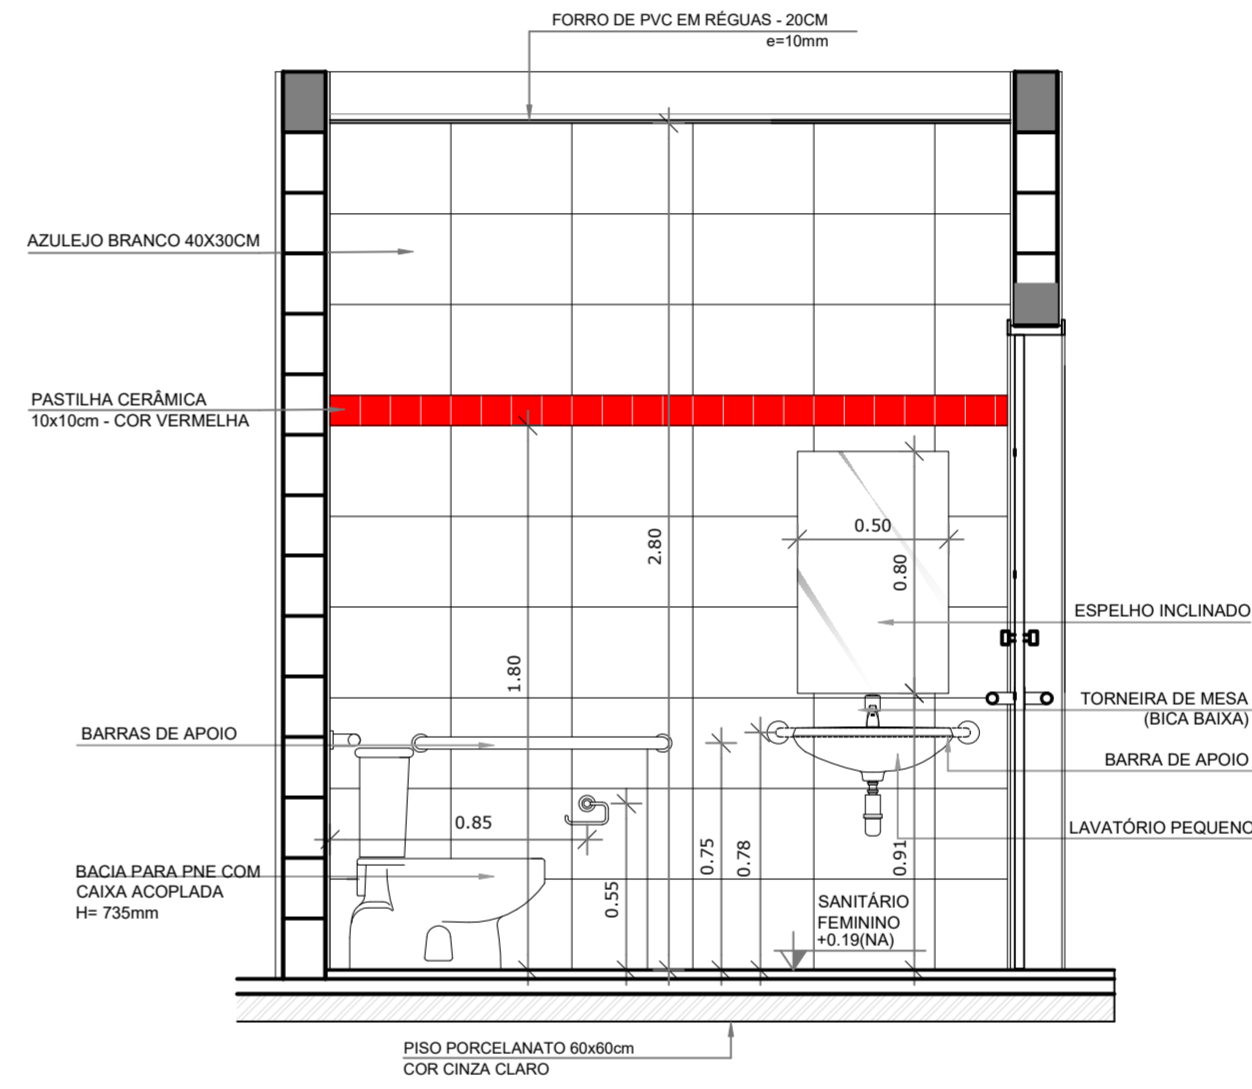 FORRO DE PVC EM RÉGUAS - 20CM
e=10mm
AZULEJO BRANCO 40X30CM
PASTILHA CERÂMICA
10x10cm - COR VERMELHA
0.50
2.80
0.80
ESPELHO INCLINADO
1.80
TORNEIRA DE MESA
(BICA BAIXA)
BARRAS DE APOIO
BARRA DE APOIO
0.85
LAVATÓRIO PEQUENO
0.75
0.78
0.91
BACIA PARA PNE COM
CAIXA ACOPLADA
H= 735mm
0.55
SANITÁRIO
FEMININO
+0.19(NA)
PISO PORCELANATO 60x60cm
COR CINZA CLARO